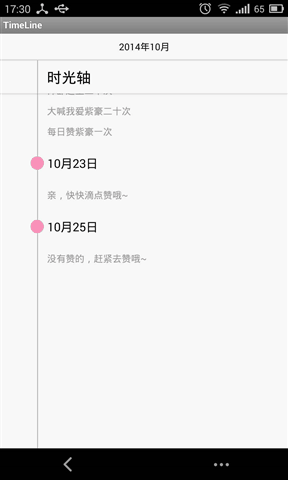 17:30
65
TimeLine
2014年10月
时光轴
大喊我爱紫豪二十次
每日赞紫豪一次
10月23日
亲，快快滴点赞哦~
10月25日
没有赞的，赶紧去赞哦~